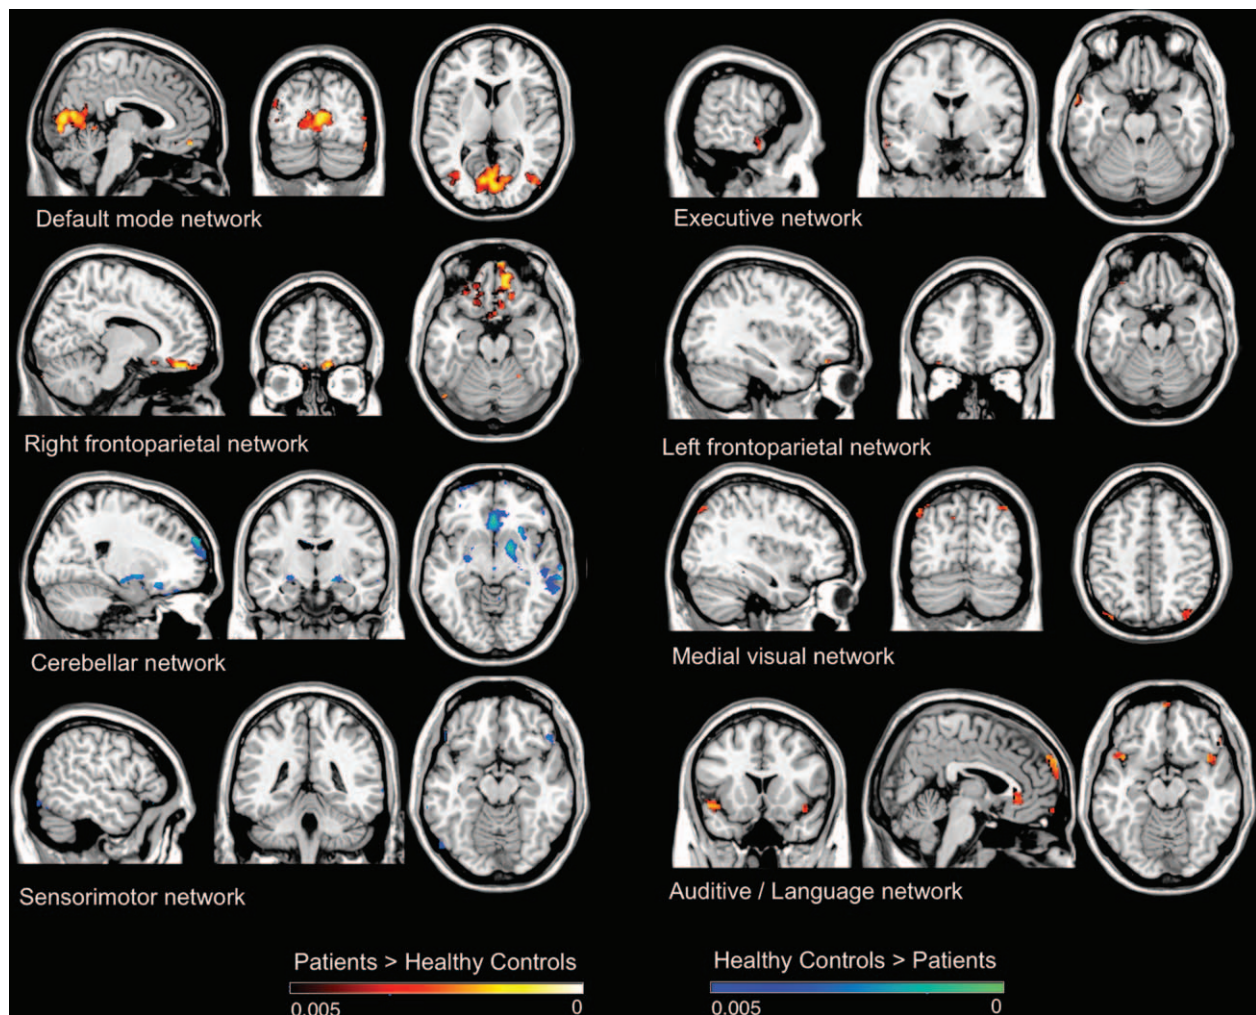 Default mode network
Executive network
Right frontoparietal network
Left frontoparietal network
Cerebellar network
Medial visual network
Sensorimotor network
Auditive / Language network
Patients > Healthy Controls
0.005 0
Healthy Controls > Patients
0.005 0